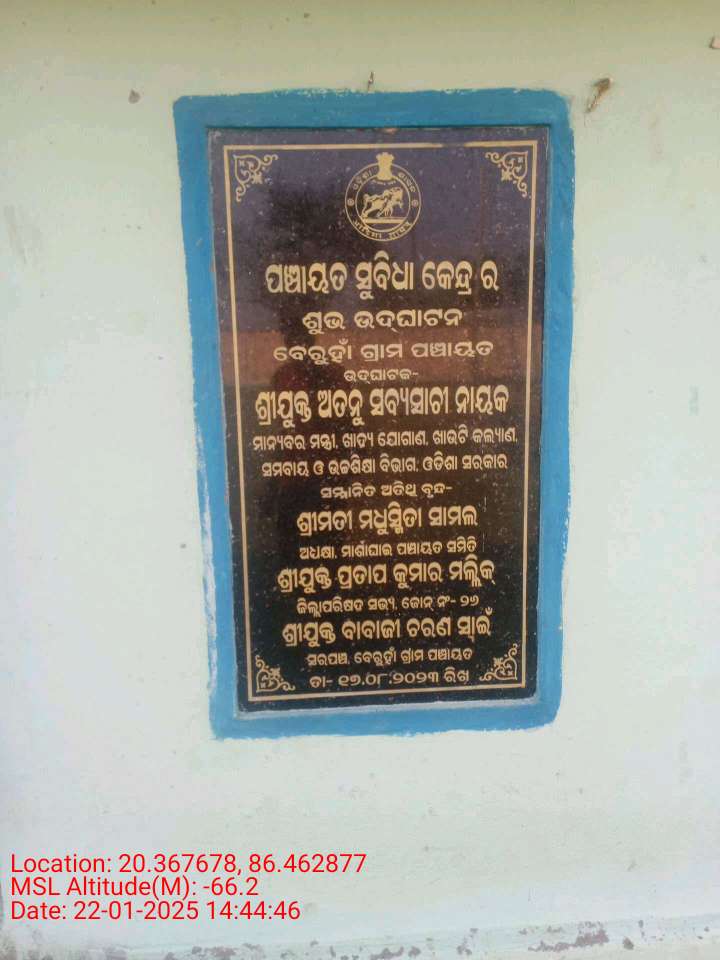 ଓଡ଼ିଶା ଶାସନ
ପଞ୍ଚାୟତ ସୁବିଧା କେନ୍ଦ୍ର ର
ଶୁଭ ଉଦ୍‌ଘାଟନ
ବେରୁହାଁ ଗ୍ରାମ ପଞ୍ଚାୟତ
ଉଦ୍‌ଘାଟକ-
ଶ୍ରୀଯୁକ୍ତ ଅତନୁ ସବ୍ୟସାଚୀ ନାୟକ
ମାନ୍ୟବର ମନ୍ତ୍ରୀ, ଖାଦ୍ୟ ଯୋଗାଣ, ଖାଉଟି କଲ୍ୟାଣ,
ସମବାୟ ଓ ଉଚ୍ଚଶିକ୍ଷା ବିଭାଗ, ଓଡିଶା ସରକାର
ସମ୍ମାନିତ ଅତିଥି ବୃନ୍ଦ-
ଶ୍ରୀମତୀ ମଧୁସ୍ମିତା ସାମଲ
ଅଧକ୍ଷା, ମାର୍ଶାଘାଇ ପଞ୍ଚାୟତ ସମିତି
ଶ୍ରୀଯୁକ୍ତ ପ୍ରତାପ କୁମାର ମଲ୍ଲିକ୍
ଜିଲ୍ଲାପରିଷଦ ସଭ୍ୟ, ଜୋନ୍ ନଂ- ୨୬
ଶ୍ରୀଯୁକ୍ତ ବାବାଜୀ ଚରଣ ସ୍ୱାଇଁ
ସରପଞ୍ଚ, ବେରୁହାଁ ଗ୍ରାମ ପଞ୍ଚାୟତ
ତା- ୧୭.୦୮.୨୦୨୩ ରିଖ
Location: 20.367678, 86.462877
MSL Altitude(M): -66.2
Date: 22-01-2025 14:44:46